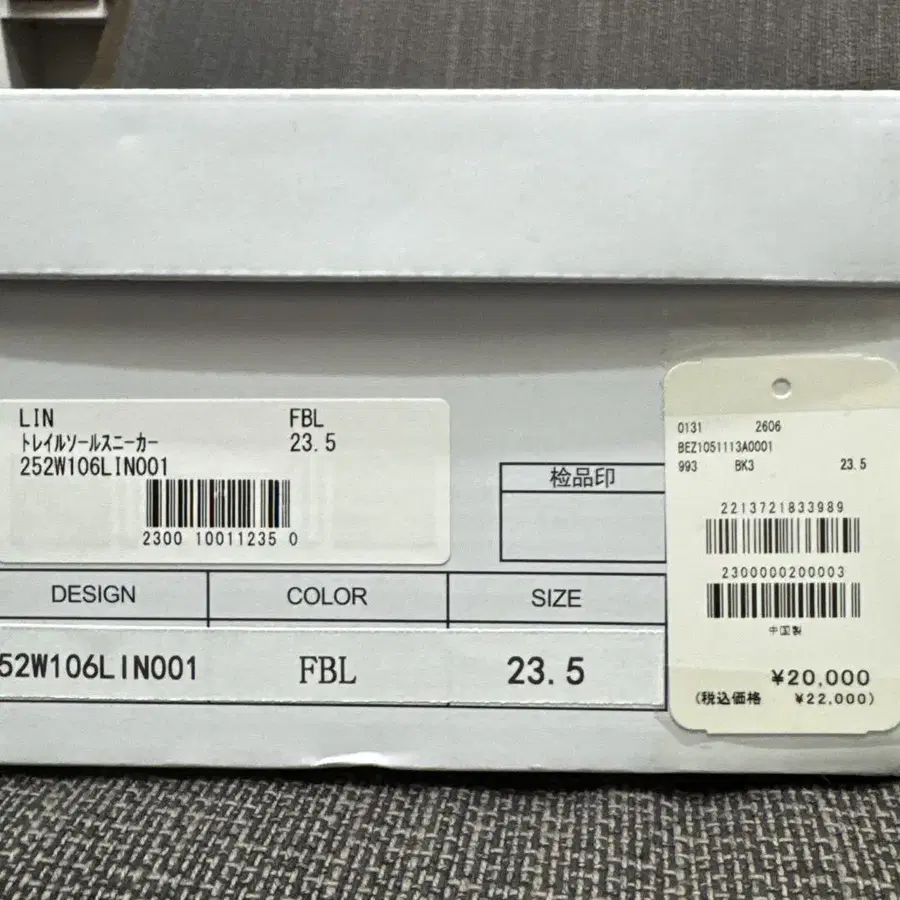 LIN FBL
トレイルソールスニーカー 23.5
252W106LIN001
2300 10011235 0
検品印
DESIGN COLOR SIZE
52W106LIN001 FBL 23.5
0131 2606
BEZ1051113A0001
993 BK3 23.5
2213721833989
2300000200003
中国製
¥20,000
(税込価格 ¥22,000)